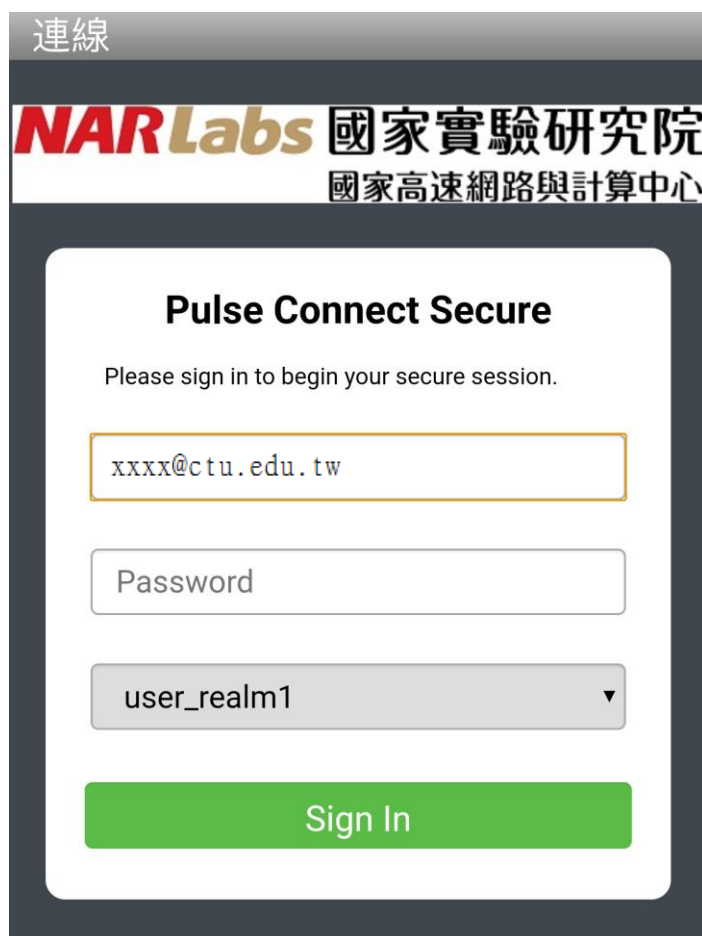 連線
NARLabs 國家實驗研究院
國家高速網路與計算中心
Pulse Connect Secure
Please sign in to begin your secure session.
xxxx@ctu.edu.tw
Password
user_realm1
Sign In